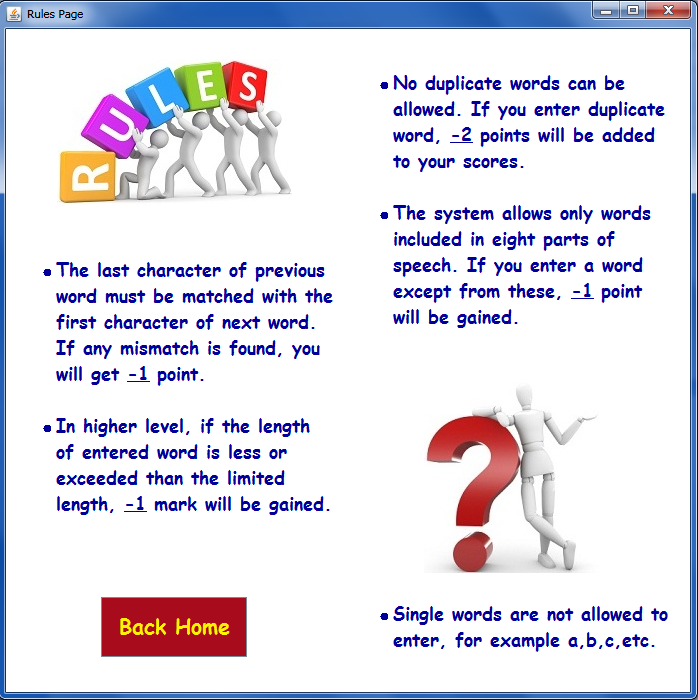 Rules Page
RULES
The last character of previous
word must be matched with the
first character of next word.
If any mismatch is found, you
will get -1 point.
In higher level, if the length
of entered word is less or
exceeded than the limited
length, -1 mark will be gained.
Back Home
No duplicate words can be
allowed. If you enter duplicate
word, -2 points will be added
to your scores.
The system allows only words
included in eight parts of
speech. If you enter a word
except from these, -1 point
will be gained.
Single words are not allowed to
enter, for example a,b,c,etc.